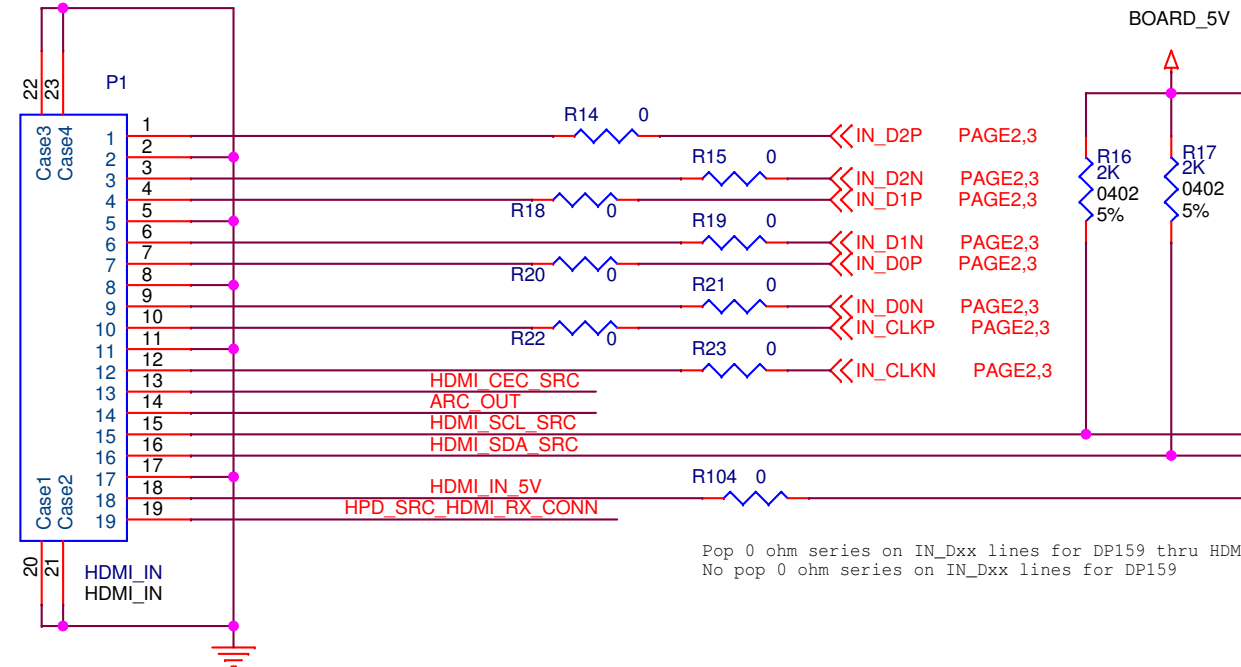 BOARD_5V
22
23
P1
Case3
Case4
R14 0
1
1
IN_D2P PAGE2,3
2
2
R15 0
R16
2K
0402
5%
R17
2K
0402
5%
3
3
IN_D2N PAGE2,3
4
4
IN_D1P PAGE2,3
R18 0
5
5
R19 0
6
6
IN_D1N PAGE2,3
7
7
IN_D0P PAGE2,3
R20 0
8
8
R21 0
9
9
IN_D0N PAGE2,3
10
10
IN_CLKP PAGE2,3
R22 0
11
11
R23 0
12
12
IN_CLKN PAGE2,3
13
13
HDMI_CEC_SRC
14
14
ARC_OUT
15
15
HDMI_SCL_SRC
16
16
HDMI_SDA_SRC
17
17
R104 0
18
18
HDMI_IN_5V
19
19
HPD_SRC_HDMI_RX_CONN
Case1
Case2
20
21
HDMI_IN
HDMI_IN
Pop 0 ohm series on IN_Dxx lines for DP159 thru HDM
No pop 0 ohm series on IN_Dxx lines for DP159